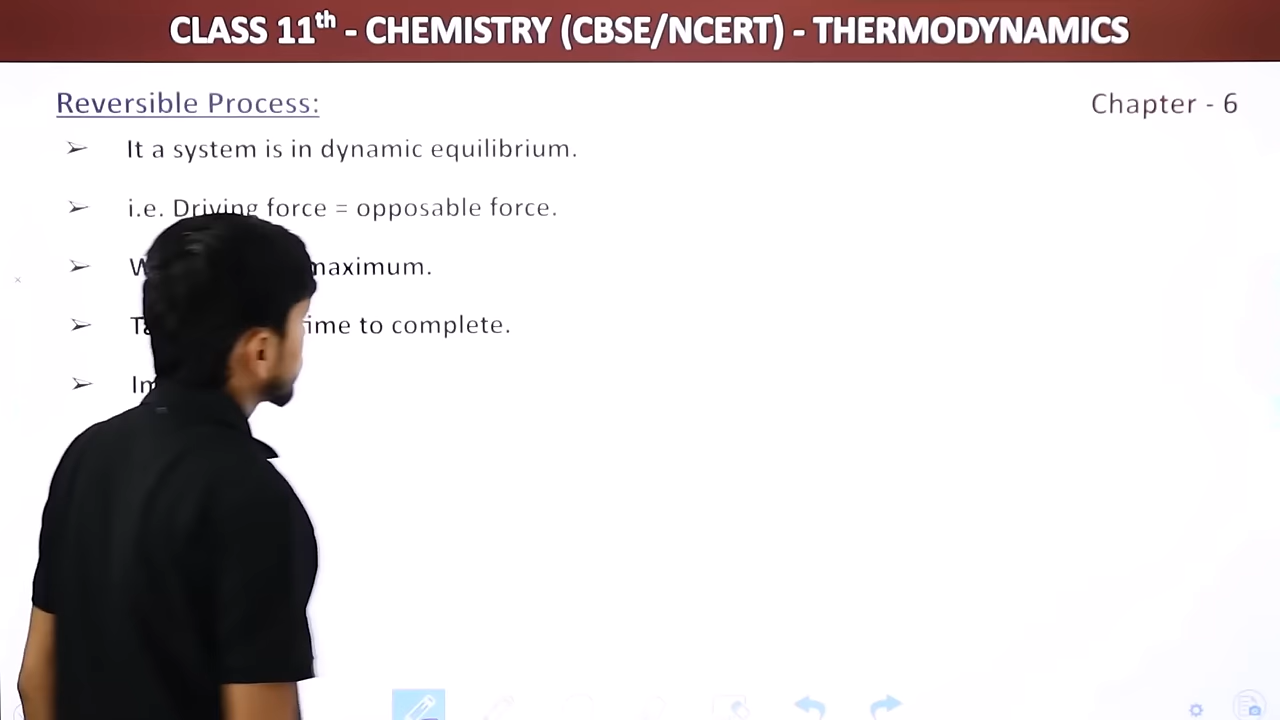 CLASS 11th - CHEMISTRY (CBSE/NCERT) - THERMODYNAMICS
Reversible Process:
Chapter - 6
It a system is in dynamic equilibrium.
i.e. Driving force = opposable force.
maximum.
to complete.